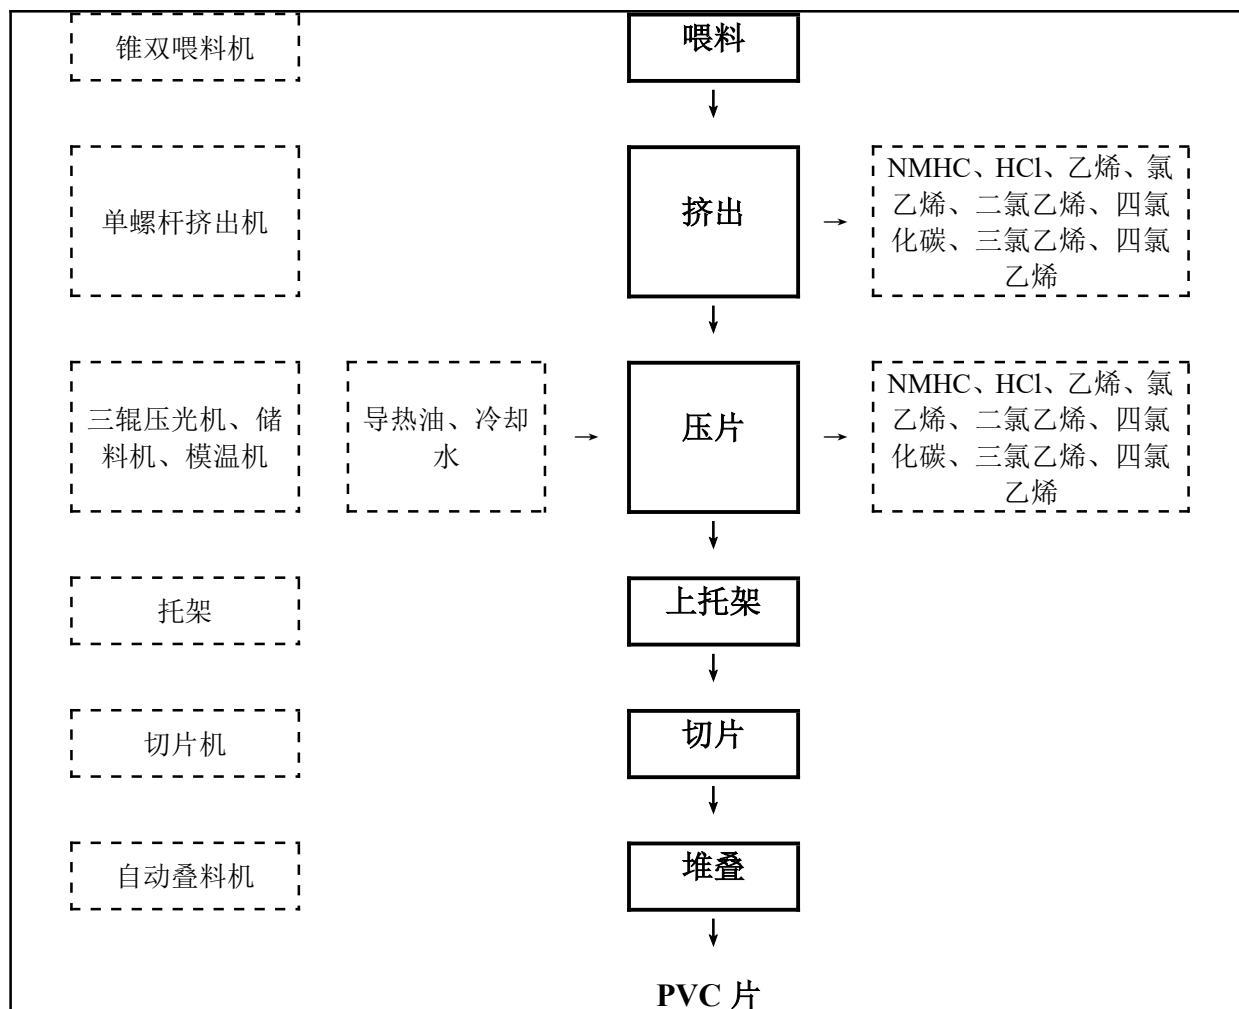 锥双喂料机
喂料
单螺杆挤出机
挤出
NMHC、HCl、乙烯、氯
乙烯、二氯乙烯、四氯
化碳、三氯乙烯、四氯
乙烯
三辊压光机、储
料机、模温机
导热油、冷却
水
压片
NMHC、HCl、乙烯、氯
乙烯、二氯乙烯、四氯
化碳、三氯乙烯、四氯
乙烯
托架
上托架
切片机
切片
自动叠料机
堆叠
PVC 片